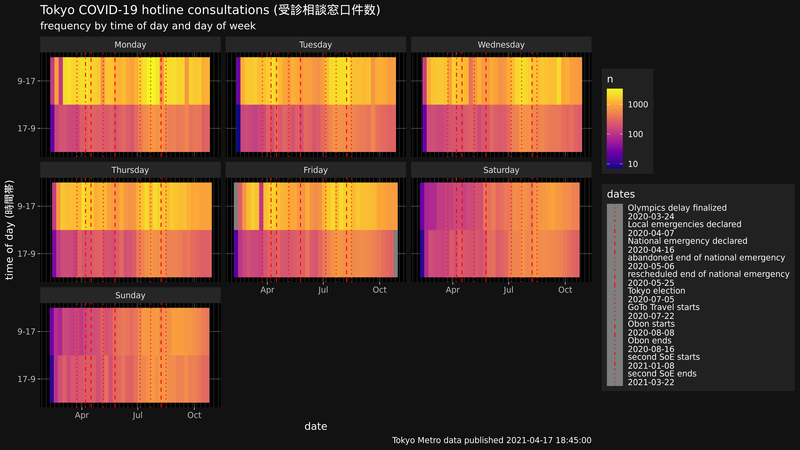 Tokyo COVID-19 hotline consultations (受診相談窓口件数)
frequency by time of day and day of week
Monday
Tuesday
Wednesday
9-17
17-9
Thursday
Friday
Saturday
9-17
17-9
Apr
Jul
Oct
Apr
Jul
Oct
Sunday
9-17
17-9
Apr
Jul
Oct
time of day (時間帯)
date
n
1000
100
10
dates
Olympics delay finalized
2020-03-24
Local emergencies declared
2020-04-07
National emergency declared
2020-04-16
abandoned end of national emergency
2020-05-06
rescheduled end of national emergency
2020-05-25
Tokyo election
2020-07-05
GoTo Travel starts
2020-07-22
Obon starts
2020-08-08
Obon ends
2020-08-16
second SoE starts
2021-01-08
second SoE ends
2021-03-22
Tokyo Metro data published 2021-04-17 18:45:00